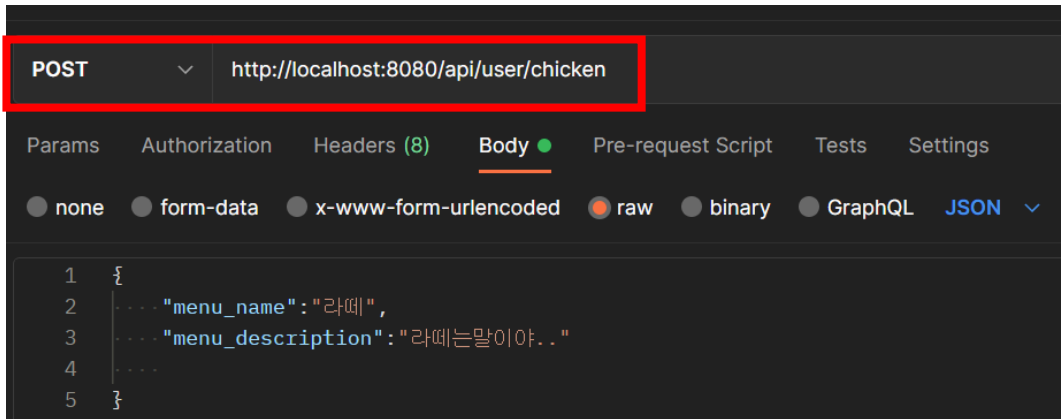 POST http://localhost:8080/api/user/chicken
Params Authorization Headers (8) Body Pre-request Script Tests Settings
none form-data x-www-form-urlencoded raw binary GraphQL JSON
1 {
2 "menu_name":"라떼",
3 "menu_description":"라떼는말이야.."
4
5 }